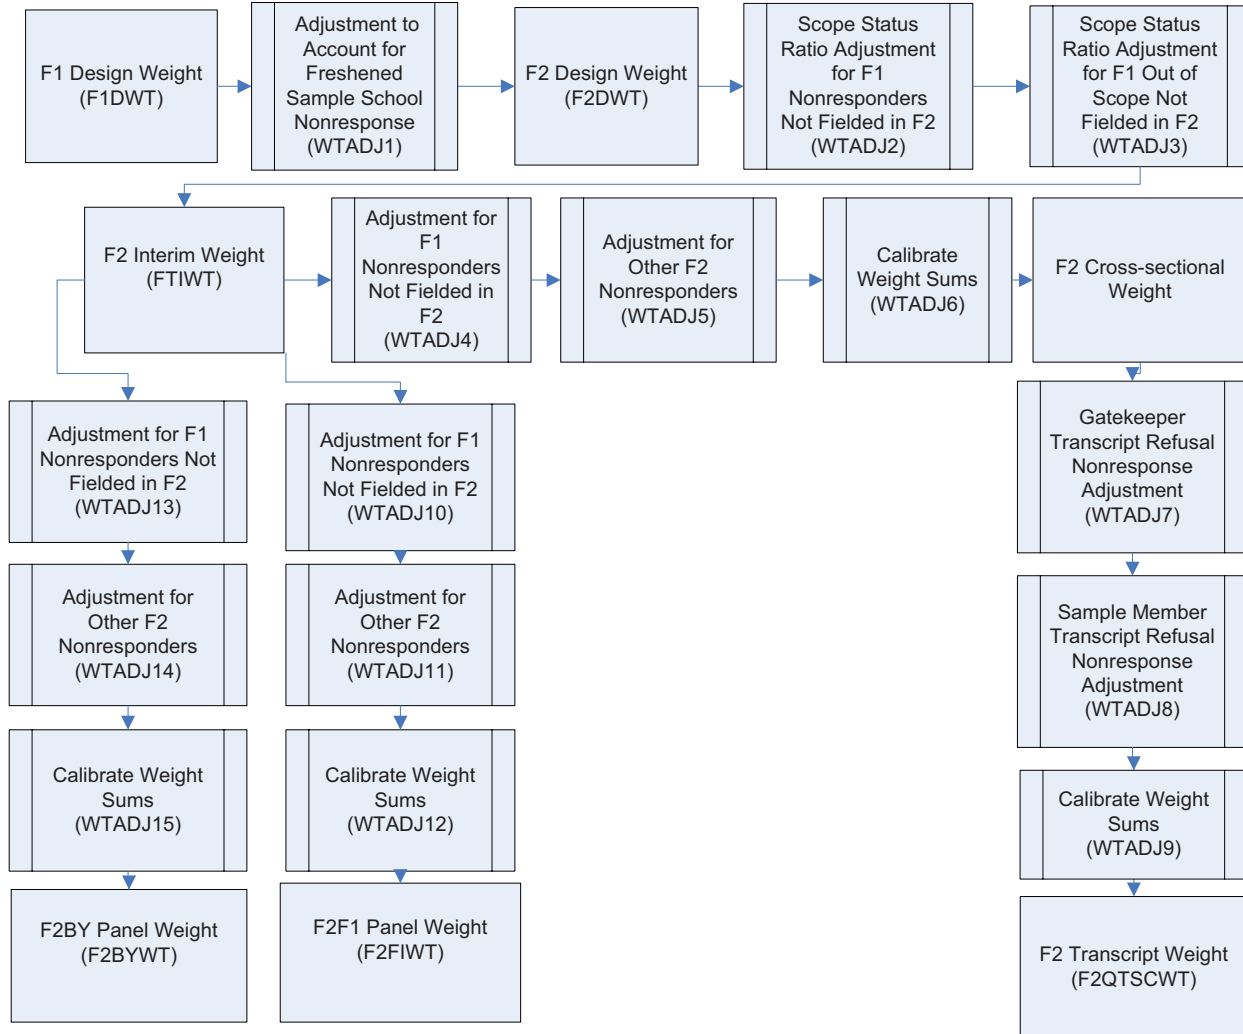 F1 Design Weight
(F1DWT)
Adjustment to
Account for
Freshened
Sample School
Nonresponse
(WTADJ1)
F2 Design Weight
(F2DWT)
Scope Status
Ratio Adjustment
for F1
Nonresponders
Not Fielded in F2
(WTADJ2)
Scope Status
Ratio Adjustment
for F1 Out of
Scope Not
Fielded in F2
(WTADJ3)
F2 Interim Weight
(FTIWT)
Adjustment for
F1
Nonresponders
Not Fielded in
F2
(WTADJ4)
Adjustment for
Other F2
Nonresponders
(WTADJ5)
Calibrate
Weight Sums
(WTADJ6)
F2 Cross-sectional
Weight
Adjustment for F1
Nonresponders Not
Fielded in F2
(WTADJ13)
Adjustment for F1
Nonresponders
Not Fielded in F2
(WTADJ10)
Gatekeeper
Transcript Refusal
Nonresponse
Adjustment
(WTADJ7)
Adjustment for
Other F2
Nonresponders
(WTADJ14)
Adjustment for
Other F2
Nonresponders
(WTADJ11)
Sample Member
Transcript Refusal
Nonresponse
Adjustment
(WTADJ8)
Calibrate Weight
Sums
(WTADJ15)
Calibrate Weight
Sums
(WTADJ12)
Calibrate Weight
Sums
(WTADJ9)
F2BY Panel Weight
(F2BYWT)
F2F1 Panel Weight
(F2FIWT)
F2 Transcript Weight
(F2QTSCWT)